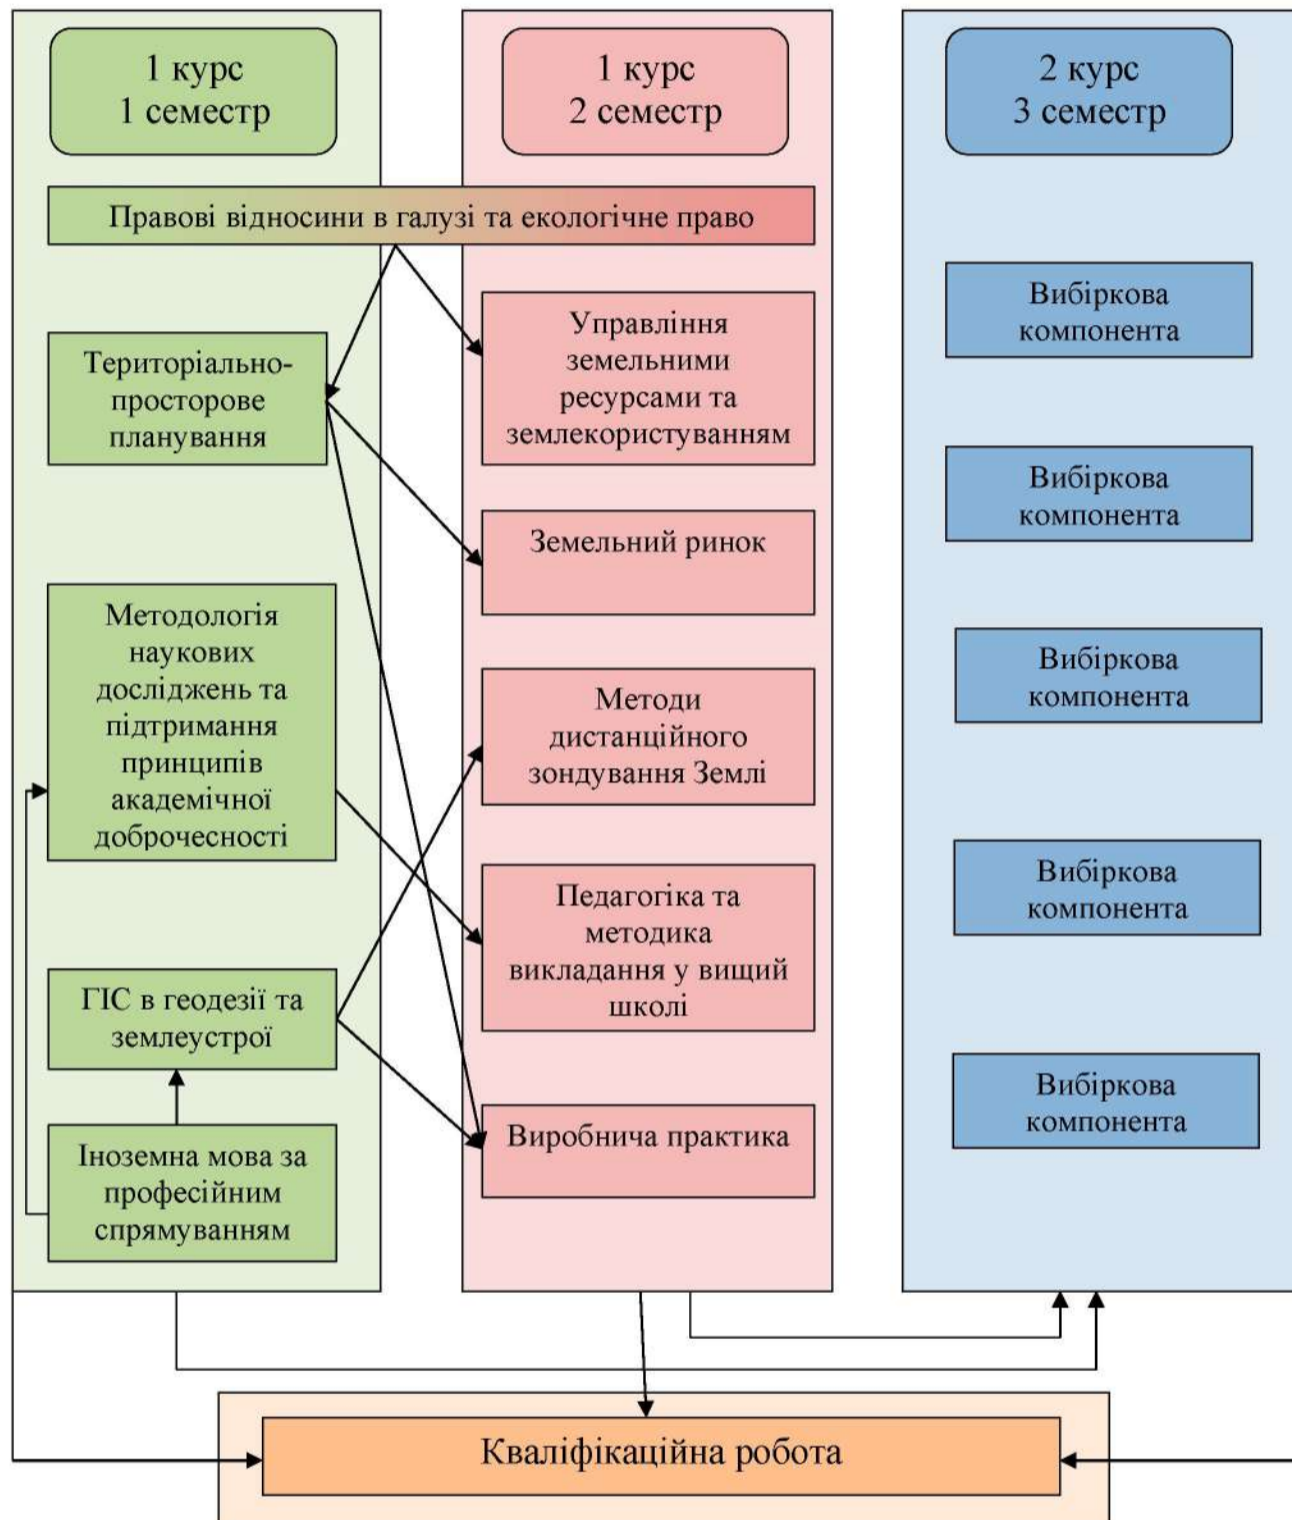 1 курс
1 семестр
1 курс
2 семестр
2 курс
3 семестр
Правові відносини в галузі та екологічне право
Територіально-
просторове
планування
Методологія
наукових
досліджень та
підтримання
принципів
академічної
доброчесності
ГІС в геодезії та
землеустрої
Іноземна мова за
професійним
спрямуванням
Управління
земельними
ресурсами та
землекористуванням
Земельний ринок
Методи
дистанційного
зондування Землі
Педагогіка та
методика
викладання у вищий
школі
Виробнича практика
Вибіркова
компонента
Вибіркова
компонента
Вибіркова
компонента
Вибіркова
компонента
Вибіркова
компонента
Кваліфікаційна робота